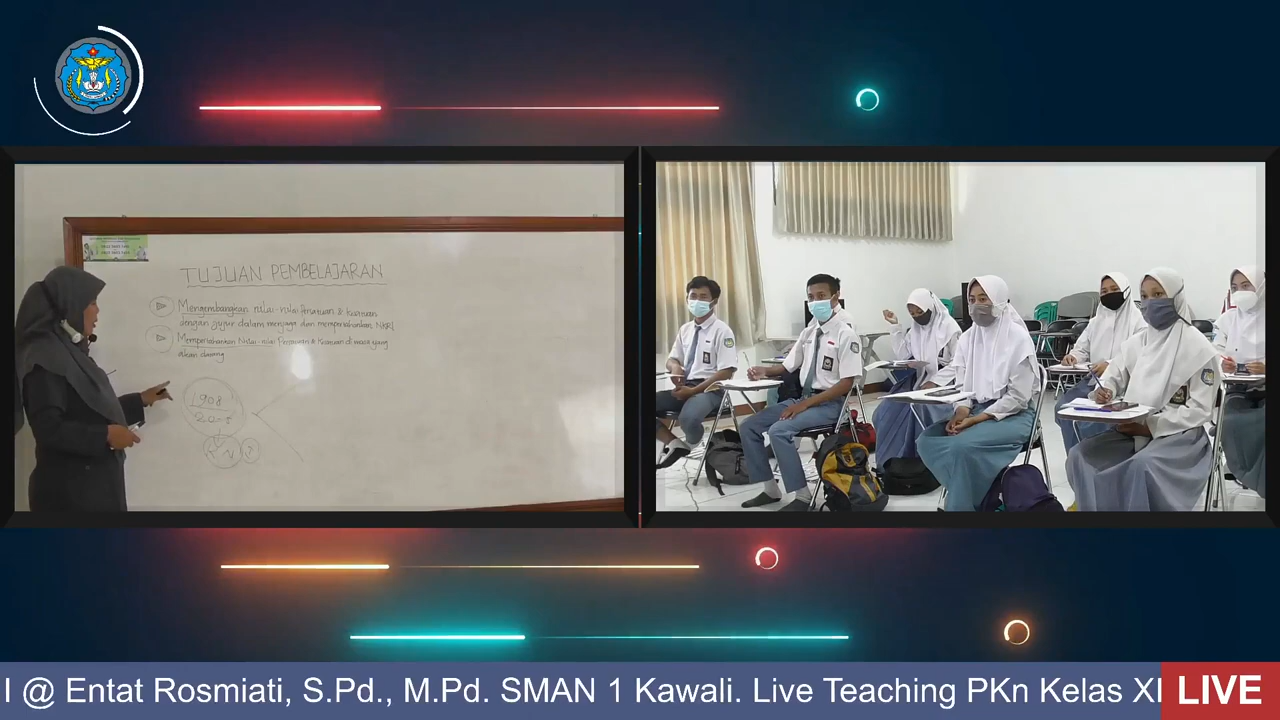 TUJUAN PEMBELAJARAN
Mengembangkan nilai-nilai Persatuan & Kesatuan
dengan jujur dalam menjaga dan mempertahankan NKRI
Mempertahankan Nilai-nilai Persatuan & Kesatuan di masa yang
akan datang
1908
I @ Entat Rosmiati, S.Pd., M.Pd. SMAN 1 Kawali. Live Teaching PKn Kelas XI
LIVE